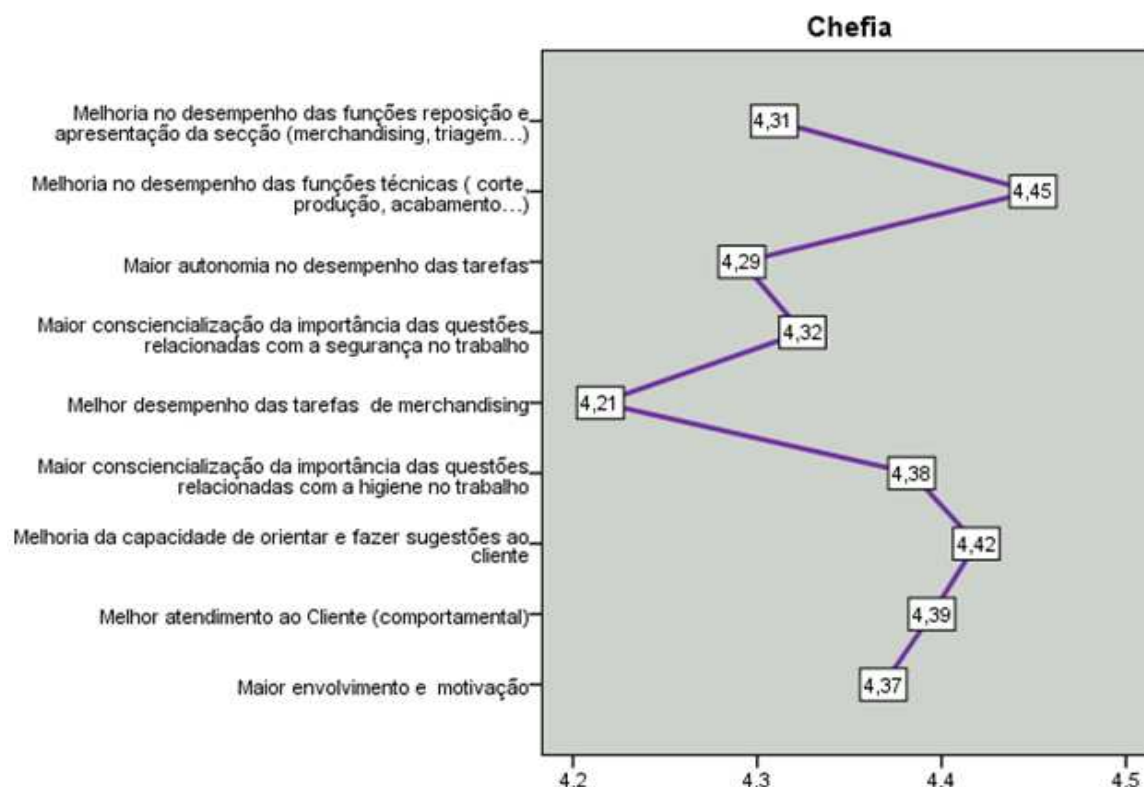 Chefia
Melhoria no desempenho das funções reposição e
apresentação da secção (merchandising, triagem…)
4,31
Melhoria no desempenho das funções técnicas ( corte,
produção, acabamento…)
4,45
Maior autonomia no desempenho das tarefas
4,29
Maior consciencialização da importância das questões
relacionadas com a segurança no trabalho
4,32
Melhor desempenho das tarefas de merchandising
4,21
Maior consciencialização da importância das questões
relacionadas com a higiene no trabalho
4,38
Melhoria da capacidade de orientar e fazer sugestões ao
cliente
4,42
Melhor atendimento ao Cliente (comportamental)
4,39
Maior envolvimento e motivação
4,37
4,2 4,3 4,4 4,5